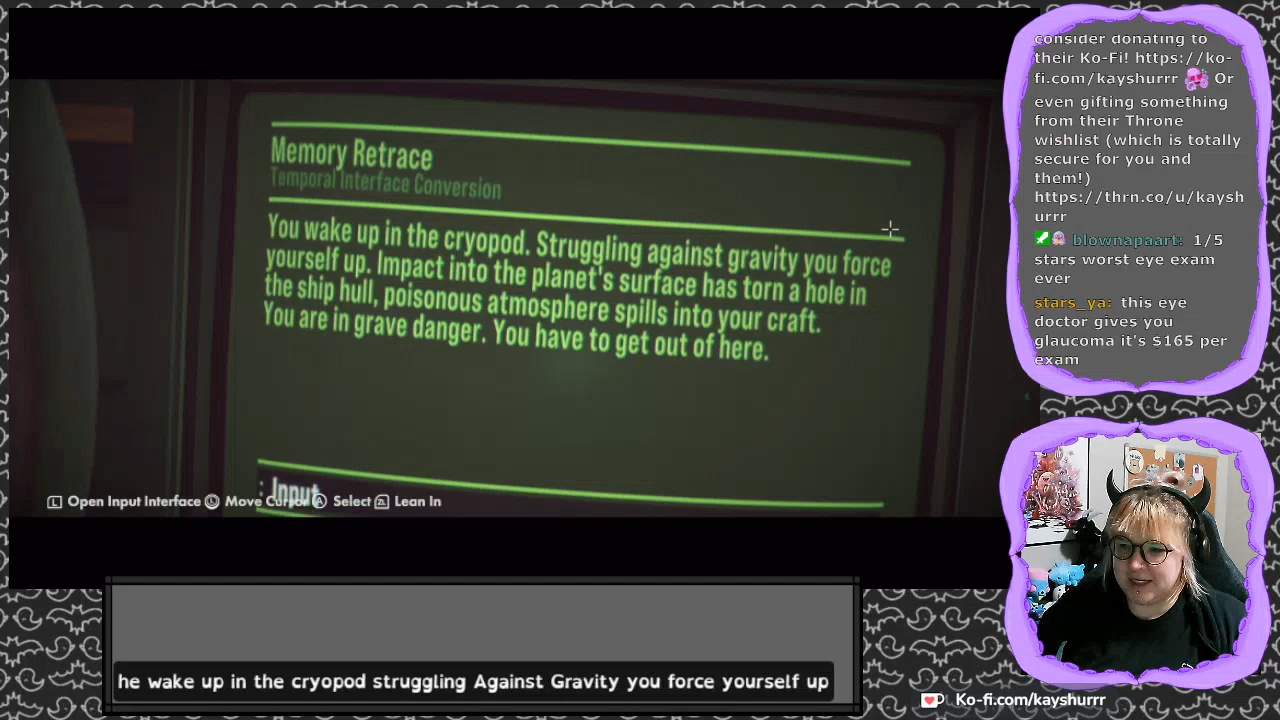 Memory Retrace
Temporal Interface Conversion
You wake up in the cryopod. Struggling against gravity you force
yourself up. Impact into the planet's surface has torn a hole in
the ship hull, poisonous atmosphere spills into your craft.
You are in grave danger. You have to get out of here.
: Input
L Open Input Interface L Move Cursor A Select ZL Lean In
he wake up in the cryopod struggling Against Gravity you force yourself up
consider donating to
their Ko-Fi! https://ko-
fi.com/kayshurrr Or
even gifting something
from their Throne
wishlist (which is totally
secure for you and
them!)
https://thrn.co/u/kaysh
urrr
blownapaart: 1/5
stars worst eye exam
ever
stars_ya: this eye
doctor gives you
glaucoma it's $165 per
exam
Ko-fi.com/kayshurrr